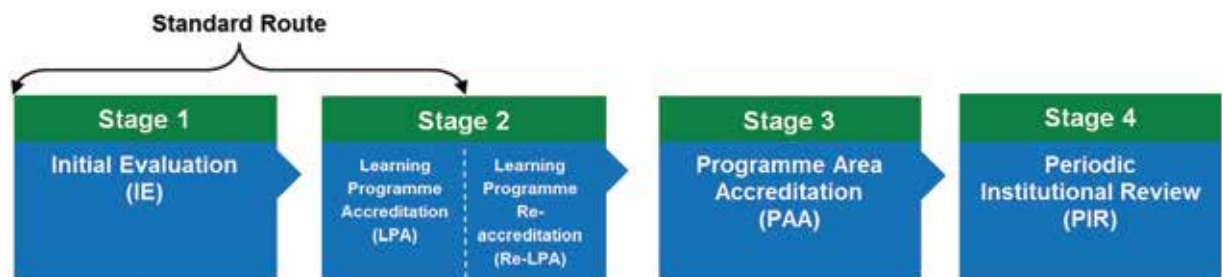 Standard Route
Stage 1
Initial Evaluation
(IE)
Stage 2
Learning
Programme
Accreditation
(LPA)
Learning
Programme
Re-
accreditation
(Re-LPA)
Stage 3
Programme Area
Accreditation
(PAA)
Stage 4
Periodic
Institutional Review
(PIR)